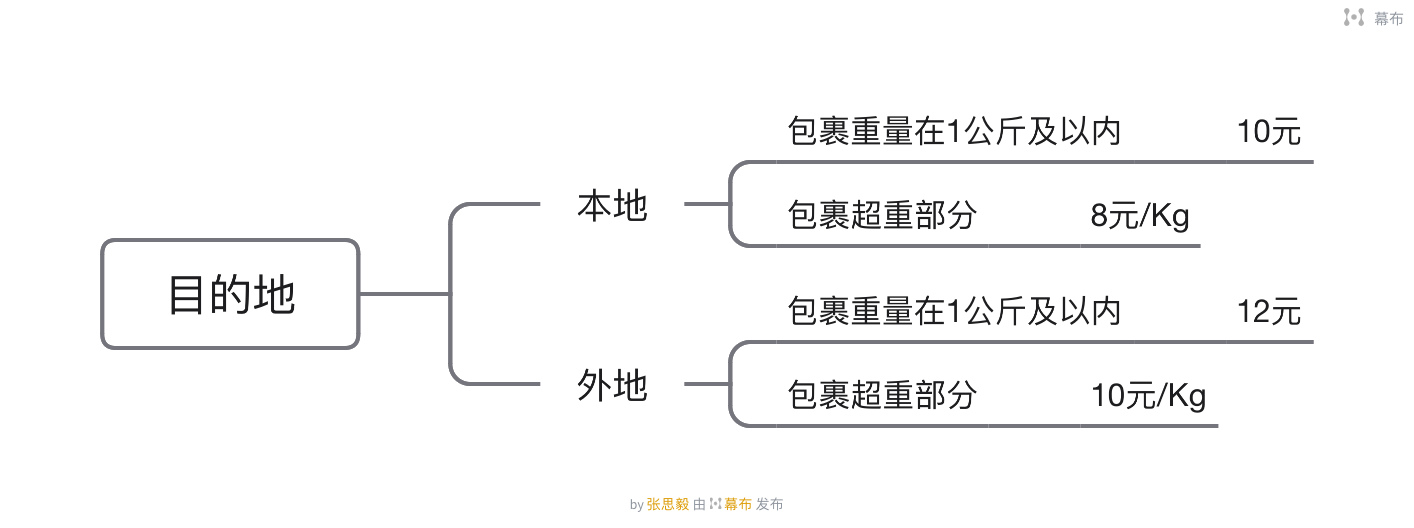 幕布
包裹重量在1公斤及以内 10元
本地
包裹超重部分 8元/Kg
目的地
包裹重量在1公斤及以内 12元
外地
包裹超重部分 10元/Kg
by 张思毅 由 幕布 发布